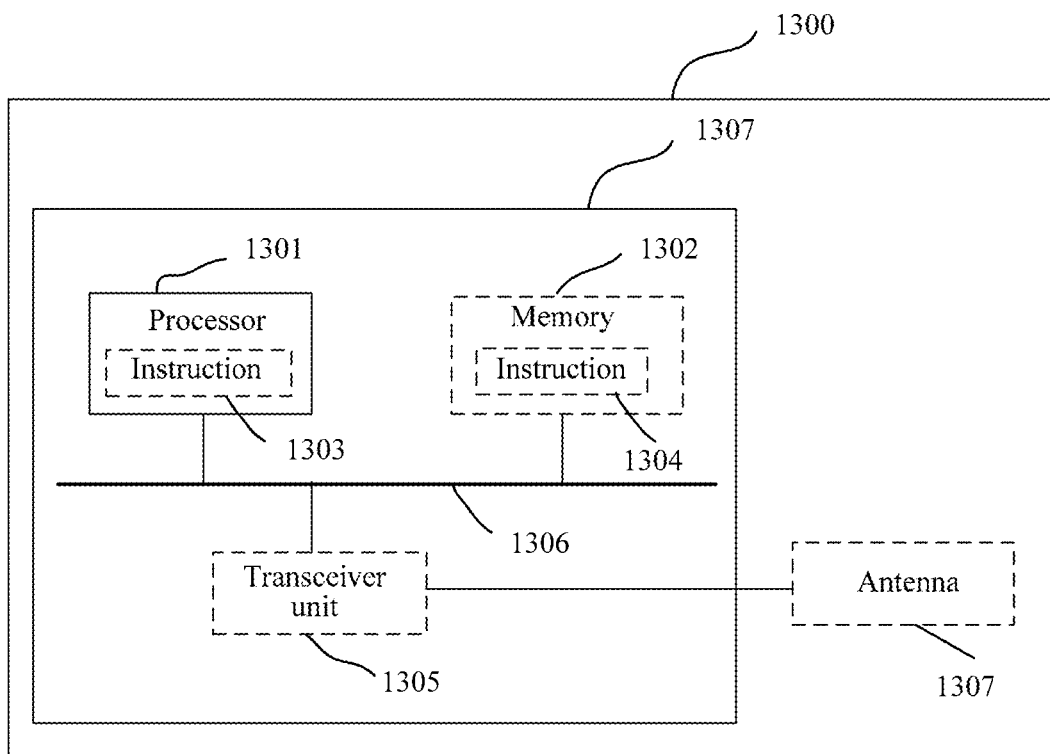 1300
1307
1301
1302
Processor
Memory
Instruction
Instruction
1303
1304
1306
Transceiver
unit
Antenna
1305
1307